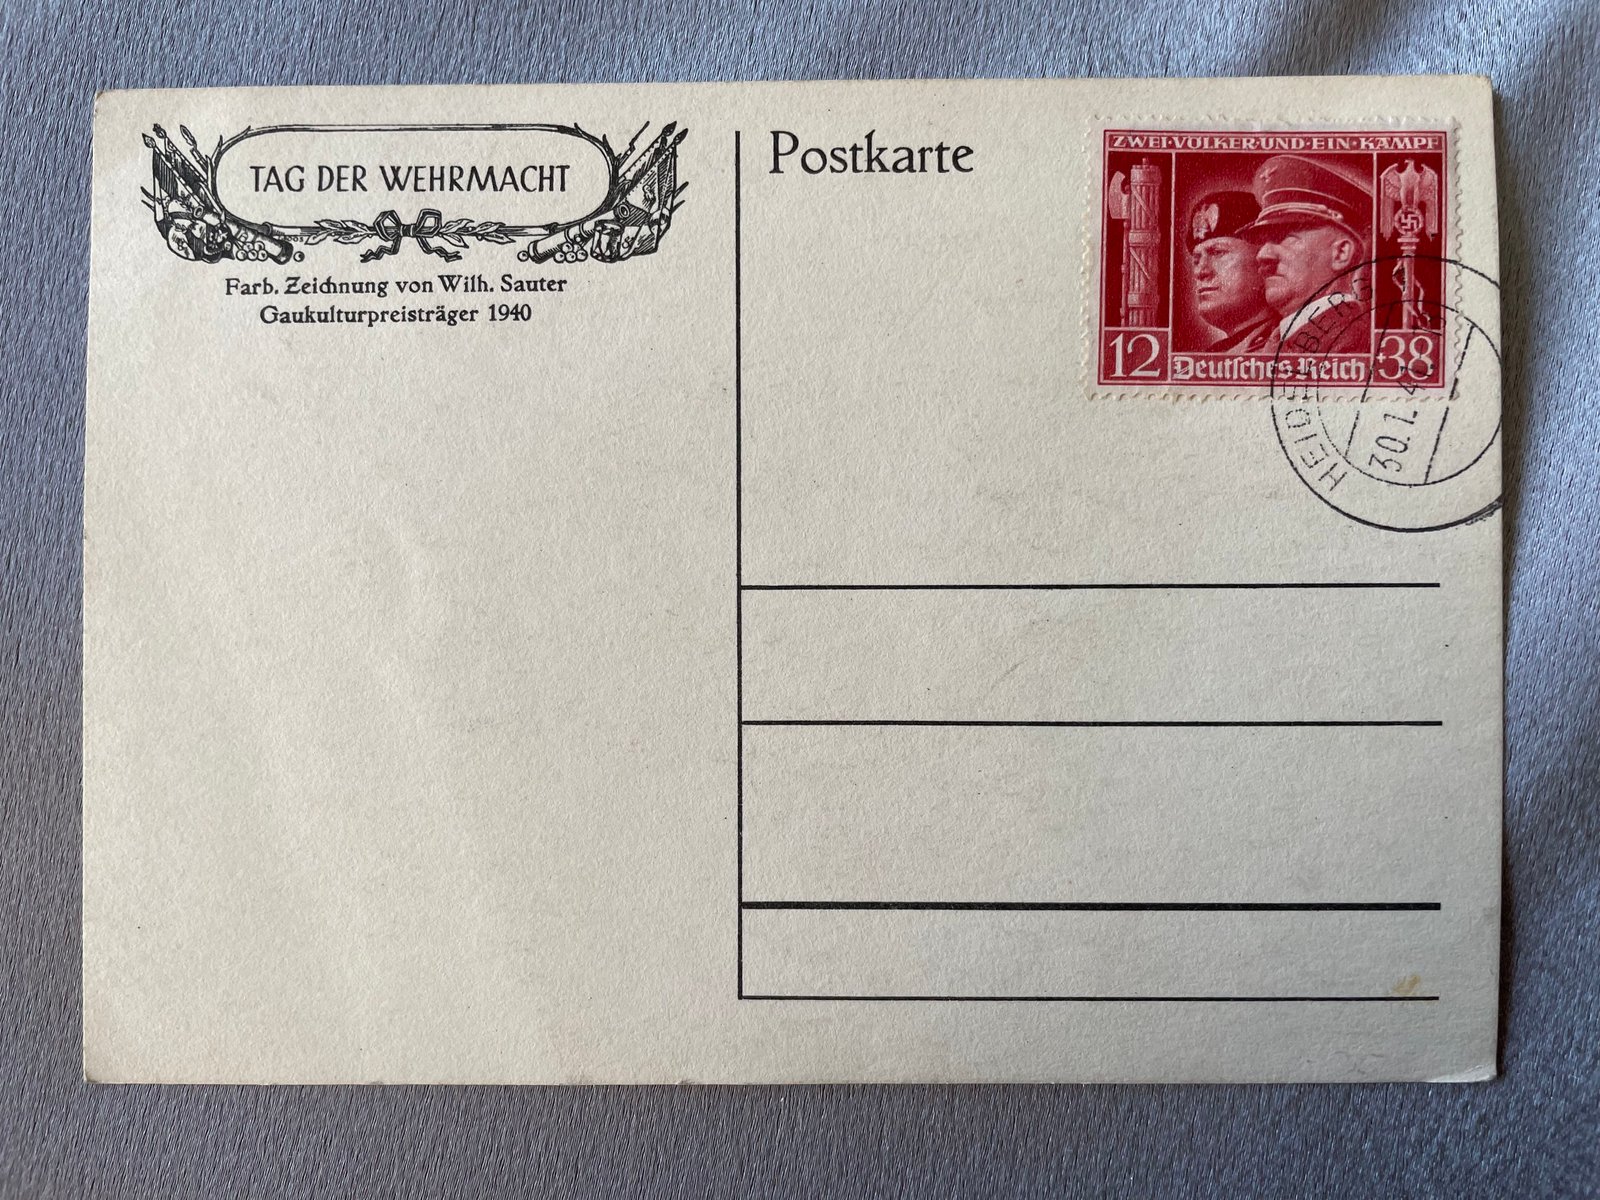 TAG DER WEHRMACHT
Farb. Zeichnung von Wilh. Sauter
Gaukulturpreisträger 1940
Postkarte
ZWEI·VÖLKER·UND·EIN·KAMPF
12 Deutsches Reich +38
HEIDELBERG
30.1.